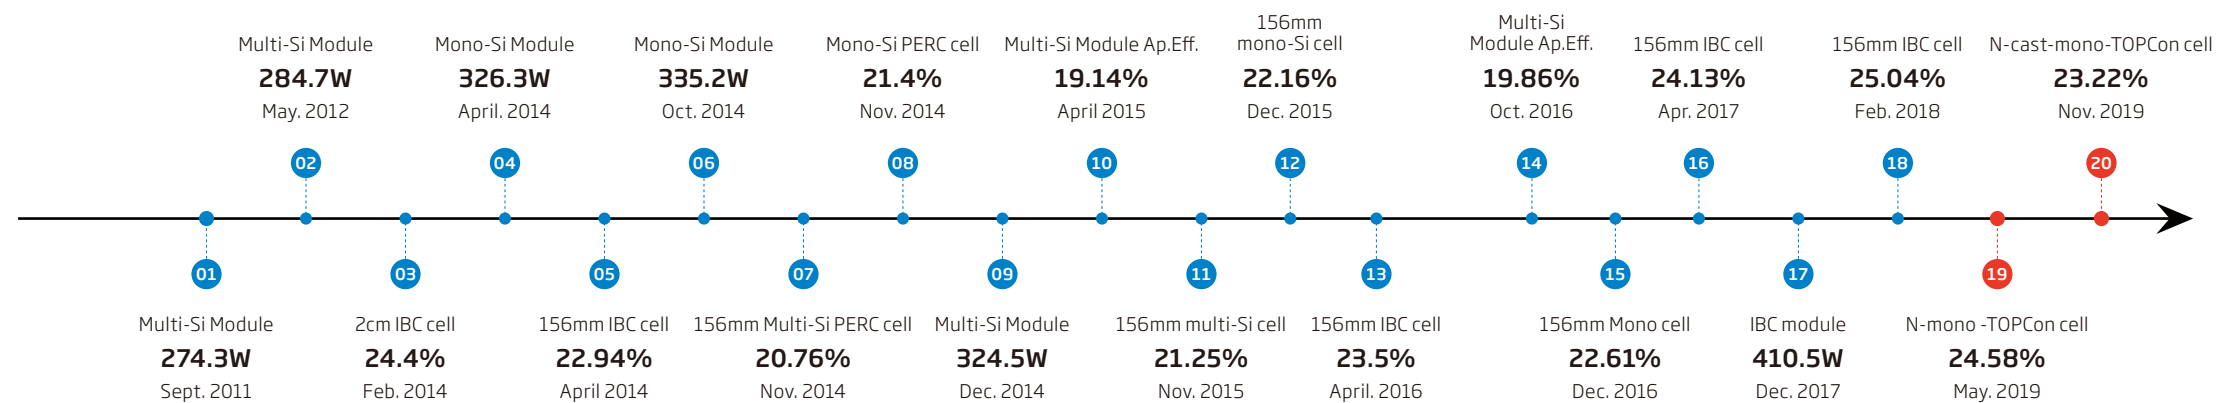 Multi-Si Module
284.7W
May. 2012
02
Mono-Si Module
326.3W
April. 2014
04
Mono-Si Module
335.2W
Oct. 2014
06
Mono-Si PERC cell
21.4%
Nov. 2014
08
Multi-Si Module Ap.Eff.
19.14%
April 2015
10
156mm
mono-Si cell
22.16%
Dec. 2015
12
Multi-Si
Module Ap.Eff.
19.86%
Oct. 2016
14
156mm IBC cell
24.13%
Apr. 2017
16
156mm IBC cell
25.04%
Feb. 2018
18
N-cast-mono-TOPCon cell
23.22%
Nov. 2019
20
01
Multi-Si Module
274.3W
Sept. 2011
03
2cm IBC cell
24.4%
Feb. 2014
05
156mm IBC cell
22.94%
April 2014
07
156mm Multi-Si PERC cell
20.76%
Nov. 2014
09
Multi-Si Module
324.5W
Dec. 2014
11
156mm multi-Si cell
21.25%
Nov. 2015
13
156mm IBC cell
23.5%
April. 2016
15
156mm Mono cell
22.61%
Dec. 2016
17
IBC module
410.5W
Dec. 2017
19
N-mono -TOPCon cell
24.58%
May. 2019